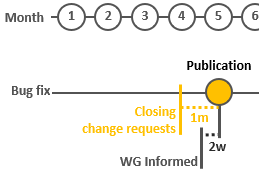 Month 1 2 3 4 5 6
Publication
Bug fix
Closing
change requests
1m
2w
WG Informed